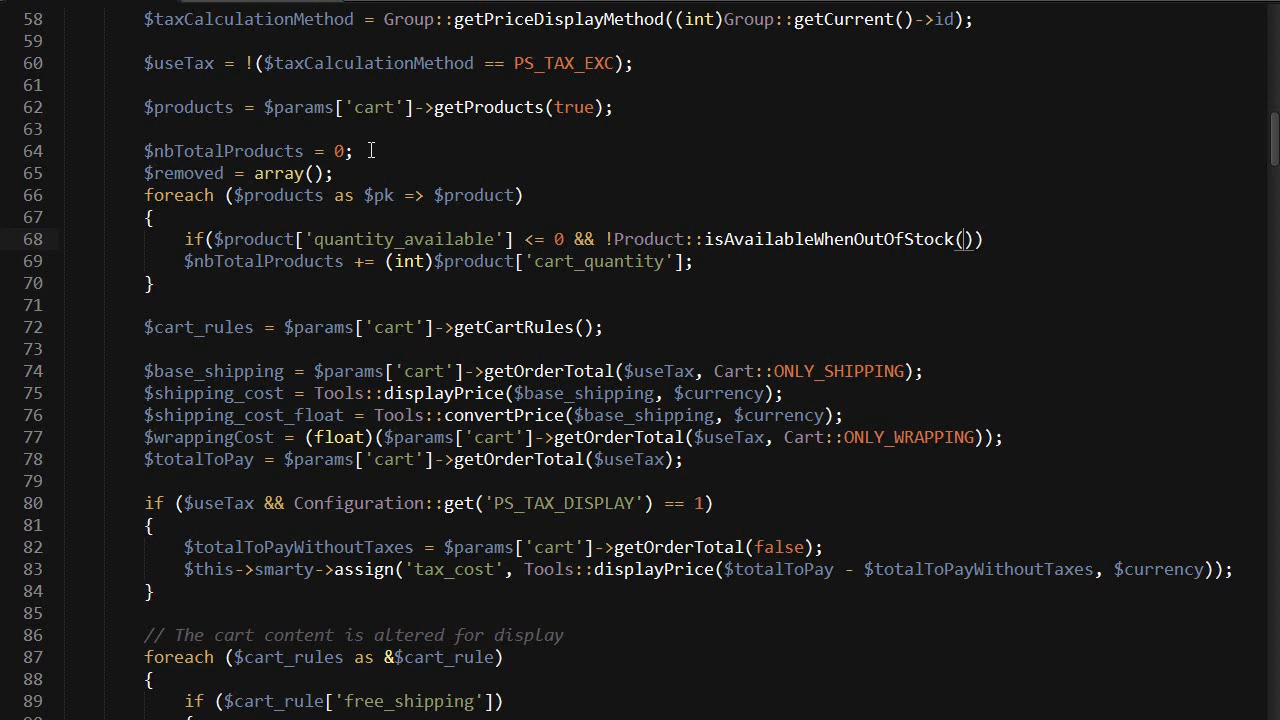 58 $taxCalculationMethod = Group::getPriceDisplayMethod((int)Group::getCurrent()->id);
59
60 $useTax = !($taxCalculationMethod == PS_TAX_EXC);
61
62 $products = $params['cart']->getProducts(true);
63
64 $nbTotalProducts = 0;
65 $removed = array();
66 foreach ($products as $pk => $product)
67 {
68 if($product['quantity_available'] <= 0 && !Product::isAvailableWhenOutOfStock())
69 $nbTotalProducts += (int)$product['cart_quantity'];
70 }
71
72 $cart_rules = $params['cart']->getCartRules();
73
74 $base_shipping = $params['cart']->getOrderTotal($useTax, Cart::ONLY_SHIPPING);
75 $shipping_cost = Tools::displayPrice($base_shipping, $currency);
76 $shipping_cost_float = Tools::convertPrice($base_shipping, $currency);
77 $wrappingCost = (float)($params['cart']->getOrderTotal($useTax, Cart::ONLY_WRAPPING));
78 $totalToPay = $params['cart']->getOrderTotal($useTax);
79
80 if ($useTax && Configuration::get('PS_TAX_DISPLAY') == 1)
81 {
82 $totalToPayWithoutTaxes = $params['cart']->getOrderTotal(false);
83 $this->smarty->assign('tax_cost', Tools::displayPrice($totalToPay - $totalToPayWithoutTaxes, $currency));
84 }
85
86 // The cart content is altered for display
87 foreach ($cart_rules as &$cart_rule)
88 {
89 if ($cart_rule['free_shipping'])